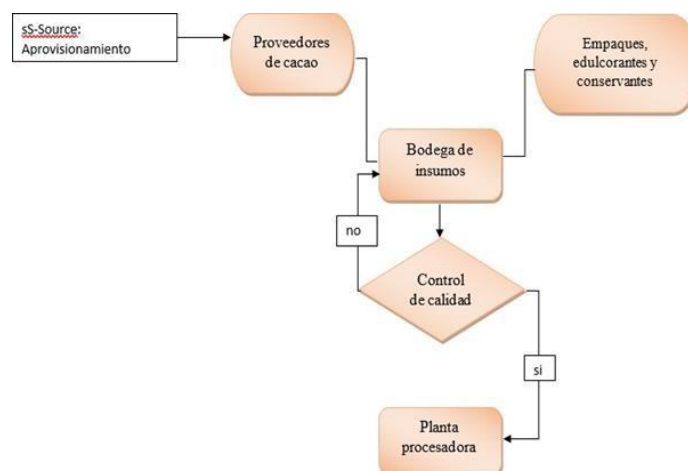 sS-Source:
Aprovisionamiento
Proveedores
de cacao
Empaques,
edulcorantes y
conservantes
Bodega de
insumos
no
Control
de calidad
si
Planta
procesadora